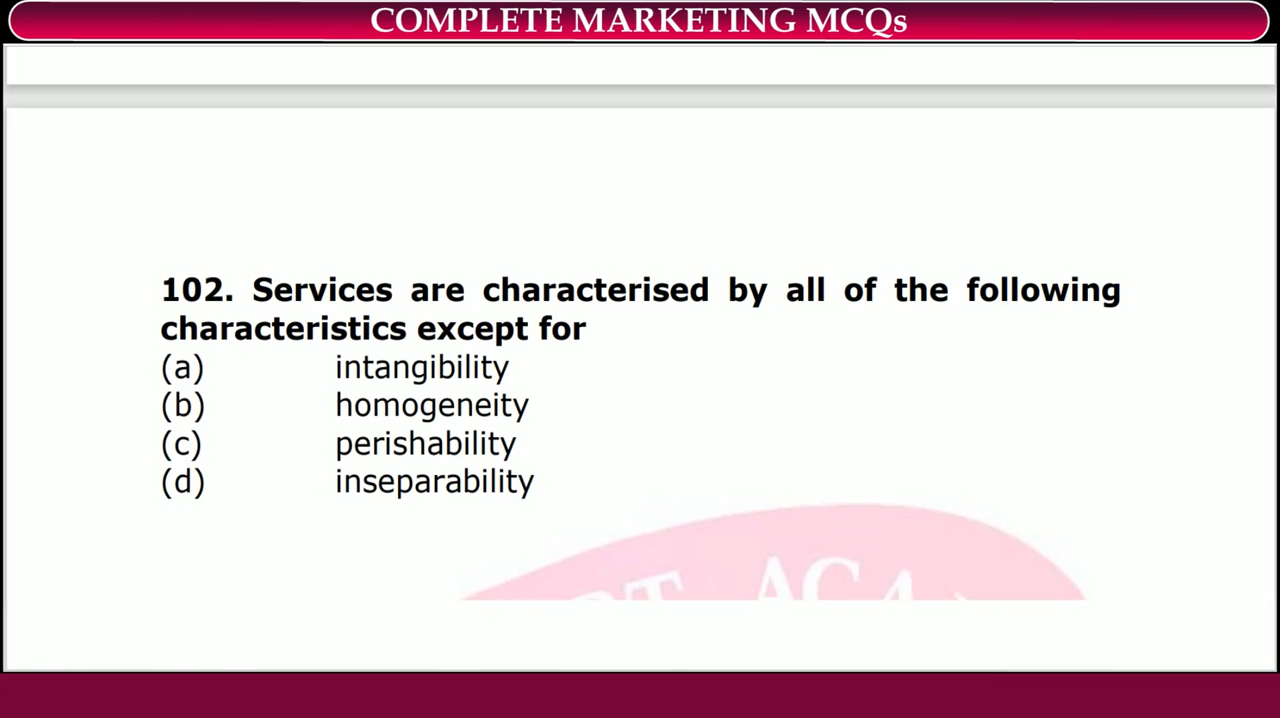 COMPLETE MARKETING MCQs
102. Services are characterised by all of the following
characteristics except for
(a) intangibility
(b) homogeneity
(c) perishability
(d) inseparability